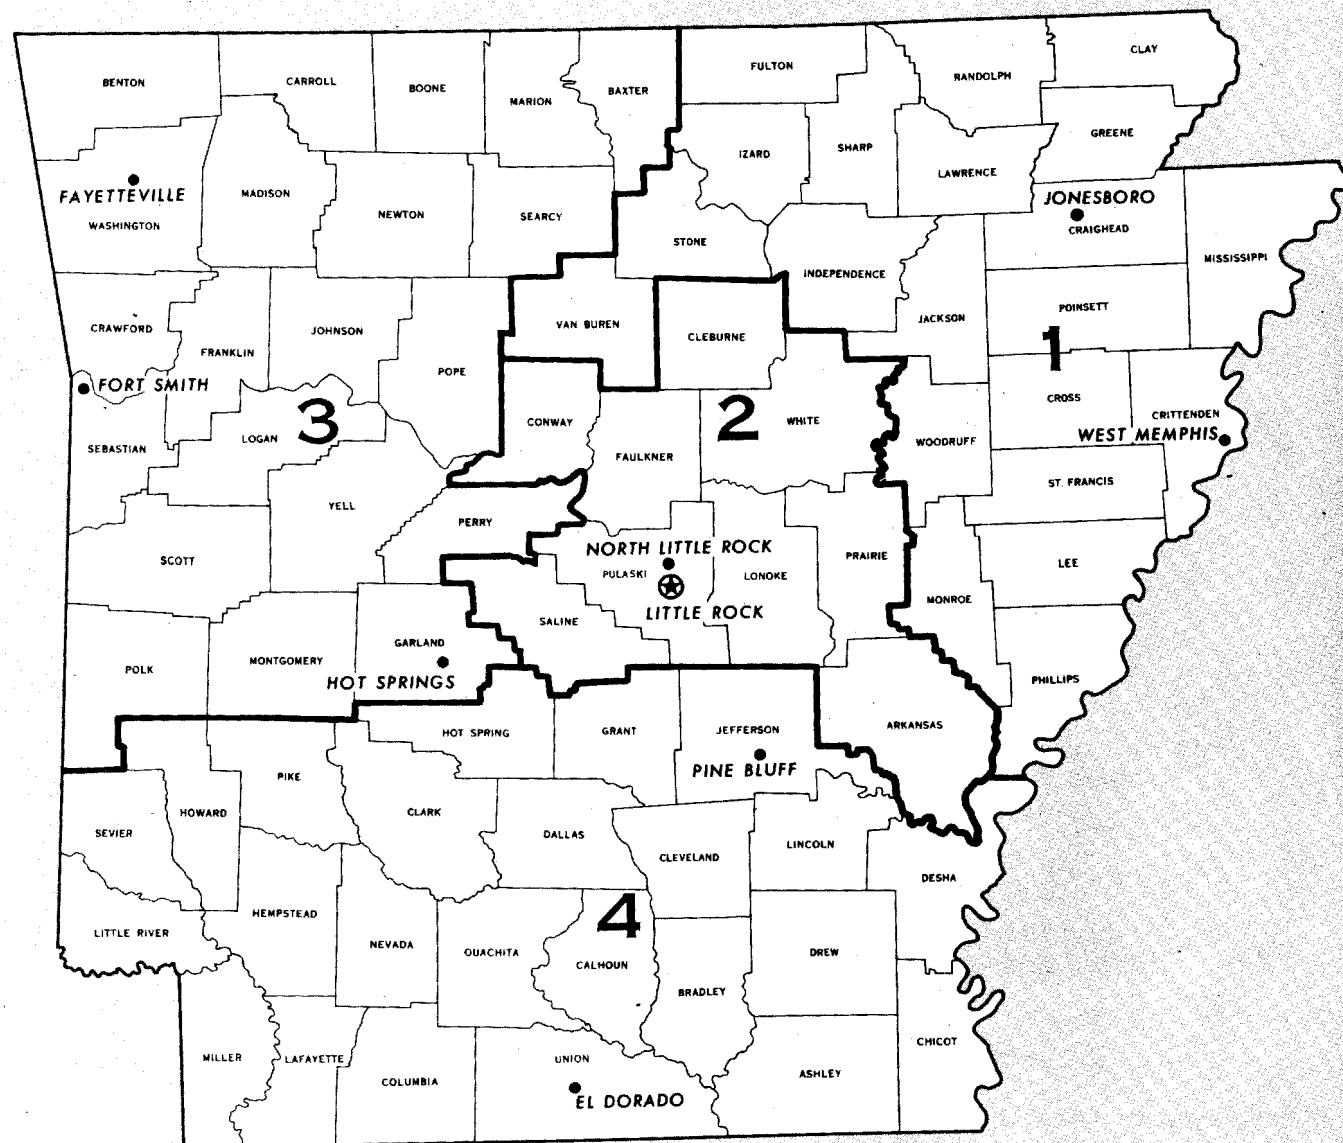 CLAY
FULTON
RANDOLPH
BENTON
CARROLL
BOONE
MARION
BAXTER
GREENE
IZARD
SHARP
LAWRENCE
FAYETTEVILLE
MADISON
JONESBORO
NEWTON
SEARCY
WASHINGTON
CRAIGHEAD
STONE
MISSISSIPPI
INDEPENDENCE
POINSETT
JACKSON
VAN BUREN
CRAWFORD
JOHNSON
CLEBURNE
1
FRANKLIN
POPE
FORT SMITH
CROSS
3
2
CRITTENDEN
LOGAN
CONWAY
WHITE
WEST MEMPHIS
SEBASTIAN
FAULKNER
WOODRUFF
ST. FRANCIS
YELL
PERRY
NORTH LITTLE ROCK
PRAIRIE
SCOTT
LEE
PULASKI
LONOKE
MONROE
LITTLE ROCK
SALINE
GARLAND
POLK
MONTGOMERY
HOT SPRINGS
PHILLIPS
HOT SPRING
GRANT
JEFFERSON
ARKANSAS
PINE BLUFF
PIKE
HOWARD
CLARK
SEVIER
DALLAS
CLEVELAND
LINCOLN
DESHA
HEMPSTEAD
4
LITTLE RIVER
NEVADA
OUACHITA
CALHOUN
DREW
BRADLEY
CHICOT
MILLER
LAFAYETTE
UNION
COLUMBIA
ASHLEY
EL DORADO